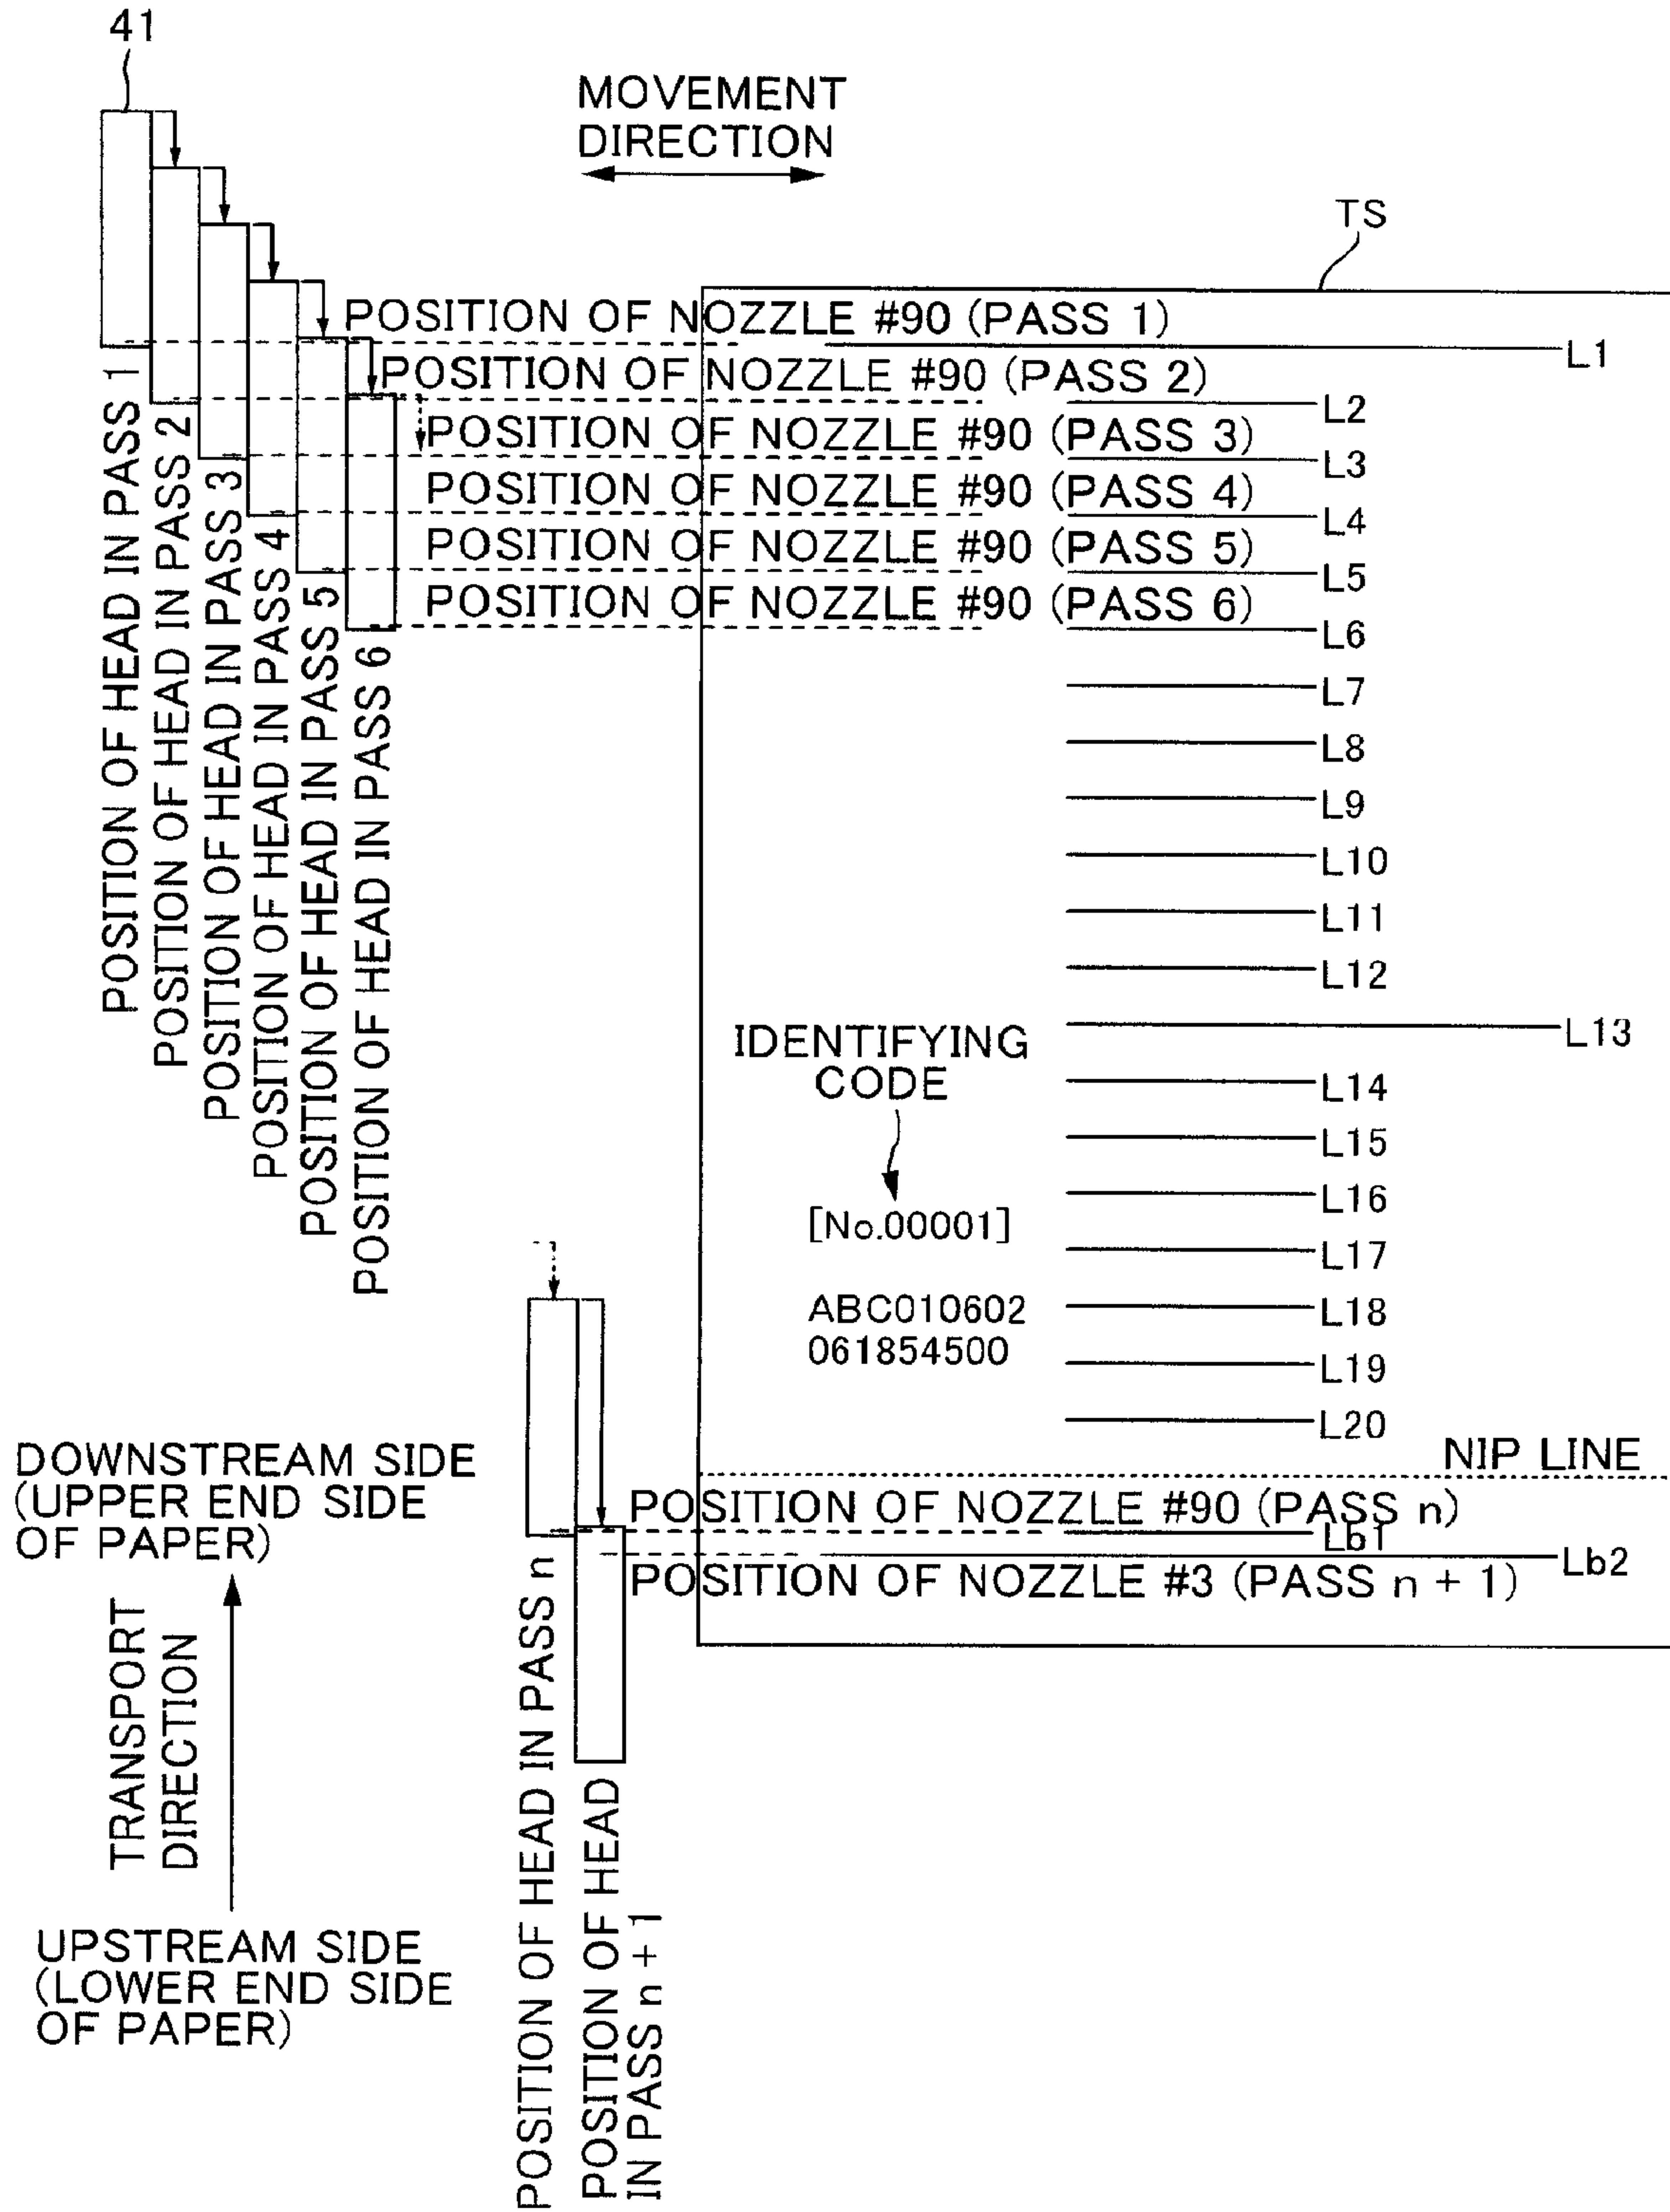 41
MOVEMENT
DIRECTION
TS
POSITION OF NOZZLE #90 (PASS 1)
L1
POSITION OF NOZZLE #90 (PASS 2)
L2
POSITION OF NOZZLE #90 (PASS 3)
L3
POSITION OF NOZZLE #90 (PASS 4)
L4
POSITION OF NOZZLE #90 (PASS 5)
L5
POSITION OF NOZZLE #90 (PASS 6)
L6
POSITION OF HEAD IN PASS 1
POSITION OF HEAD IN PASS 2
POSITION OF HEAD IN PASS 3
POSITION OF HEAD IN PASS 4
POSITION OF HEAD IN PASS 5
POSITION OF HEAD IN PASS 6
L7
L8
L9
L10
L11
L12
L13
IDENTIFYING
CODE
L14
L15
L16
[No.00001]
L17
ABC010602
L18
061854500
L19
L20
NIP LINE
POSITION OF NOZZLE #90 (PASS n)
Lb1
Lb2
POSITION OF NOZZLE #3 (PASS n + 1)
DOWNSTREAM SIDE
(UPPER END SIDE
OF PAPER)
TRANSPORT
DIRECTION
UPSTREAM SIDE
(LOWER END SIDE
OF PAPER)
POSITION OF HEAD IN PASS n
POSITION OF HEAD
IN PASS n + 1